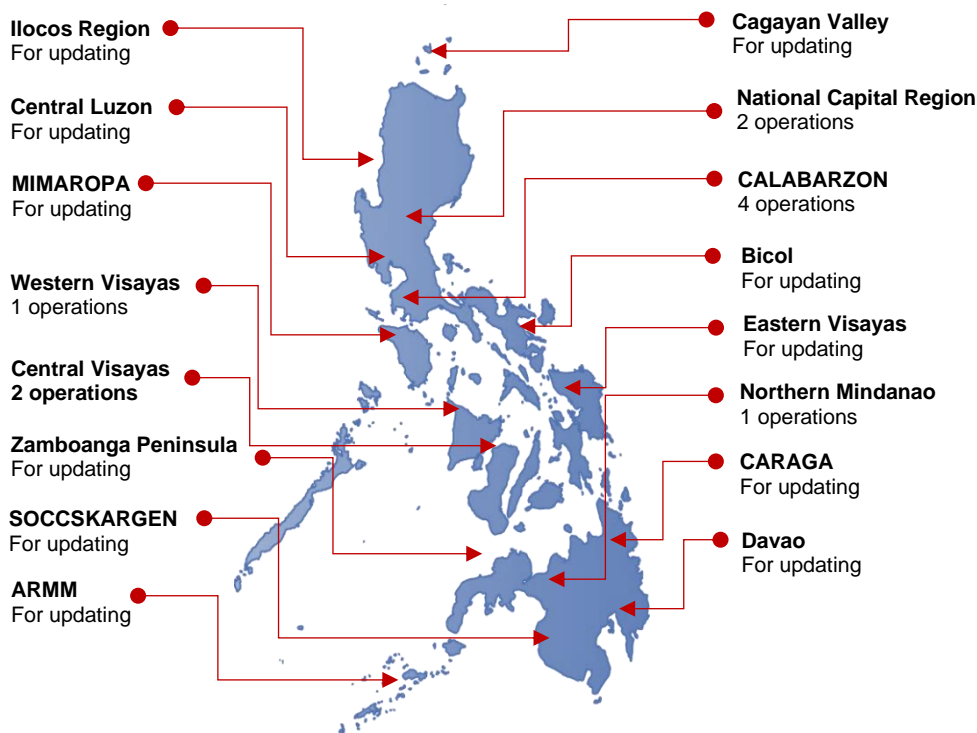 Ilocos Region
For updating
Central Luzon
For updating
MIMAROPA
For updating
Western Visayas
1 operations
Central Visayas
2 operations
Zamboanga Peninsula
For updating
SOCCSKARGEN
For updating
ARMM
For updating
Cagayan Valley
For updating
National Capital Region
2 operations
CALABARZON
4 operations
Bicol
For updating
Eastern Visayas
For updating
Northern Mindanao
1 operations
CARAGA
For updating
Davao
For updating